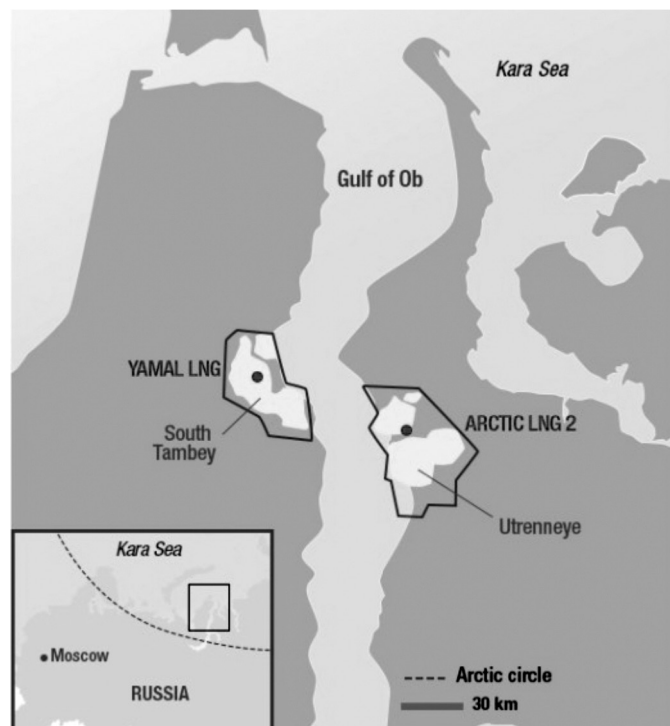 Kara Sea
Gulf of Ob
YAMAL LNG
South
Tambey
ARCTIC LNG 2
Utrenneye
Kara Sea
Moscow
RUSSIA
Arctic circle
30 km